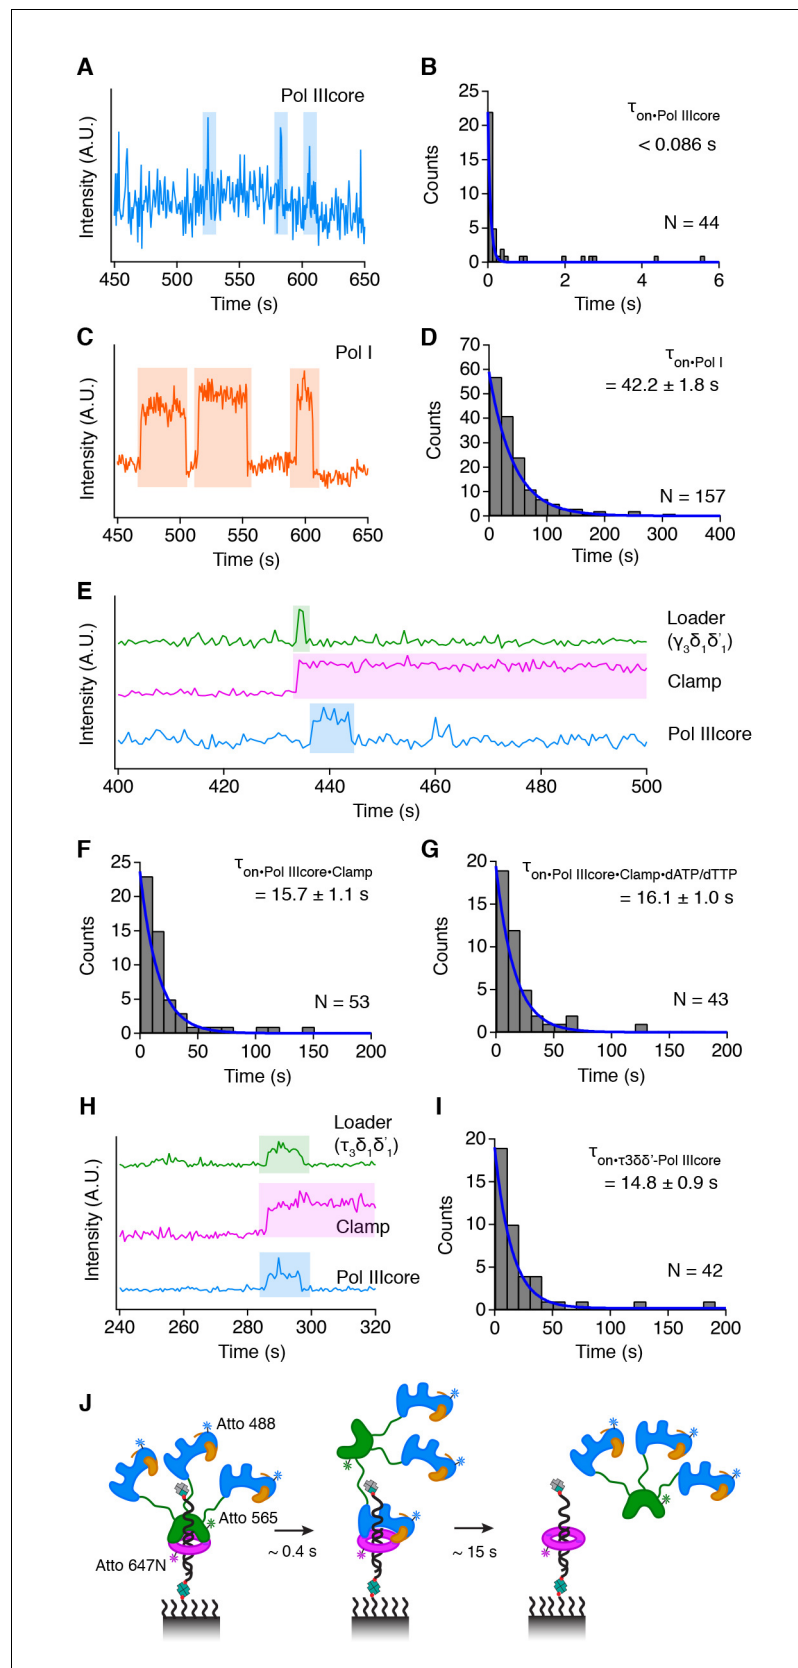 A
Pol IIIcore
Intensity (A.U.)
450 500 550 600 650
Time (s)
B
25
20
15
10
5
0
Counts
τon•Pol IIIcore
< 0.086 s
N = 44
0 2 4 6
Time (s)
C
Pol I
Intensity (A.U.)
450 500 550 600 650
Time (s)
D
70
60
50
40
30
20
10
0
Counts
τon•Pol I
= 42.2 ± 1.8 s
N = 157
0 100 200 300 400
Time (s)
E
Intensity (A.U.)
Loader
(γ3δ1δ'1)
Clamp
Pol IIIcore
400 420 440 460 480 500
Time (s)
F
25
20
15
10
5
0
Counts
τon•Pol IIIcore•Clamp
= 15.7 ± 1.1 s
N = 53
0 50 100 150 200
Time (s)
G
20
15
10
5
0
Counts
τon•Pol IIIcore•Clamp•dATP/dTTP
= 16.1 ± 1.0 s
N = 43
0 50 100 150 200
Time (s)
H
Loader
(τ3δ1δ'1)
Clamp
Pol IIIcore
Intensity (A.U.)
240 260 280 300 320
Time (s)
I
20
15
10
5
0
Counts
τon•τ3δδ'-Pol IIIcore
= 14.8 ± 0.9 s
N = 42
0 50 100 150 200
Time (s)
J
Atto 488
Atto 565
Atto 647N
~ 0.4 s
~ 15 s